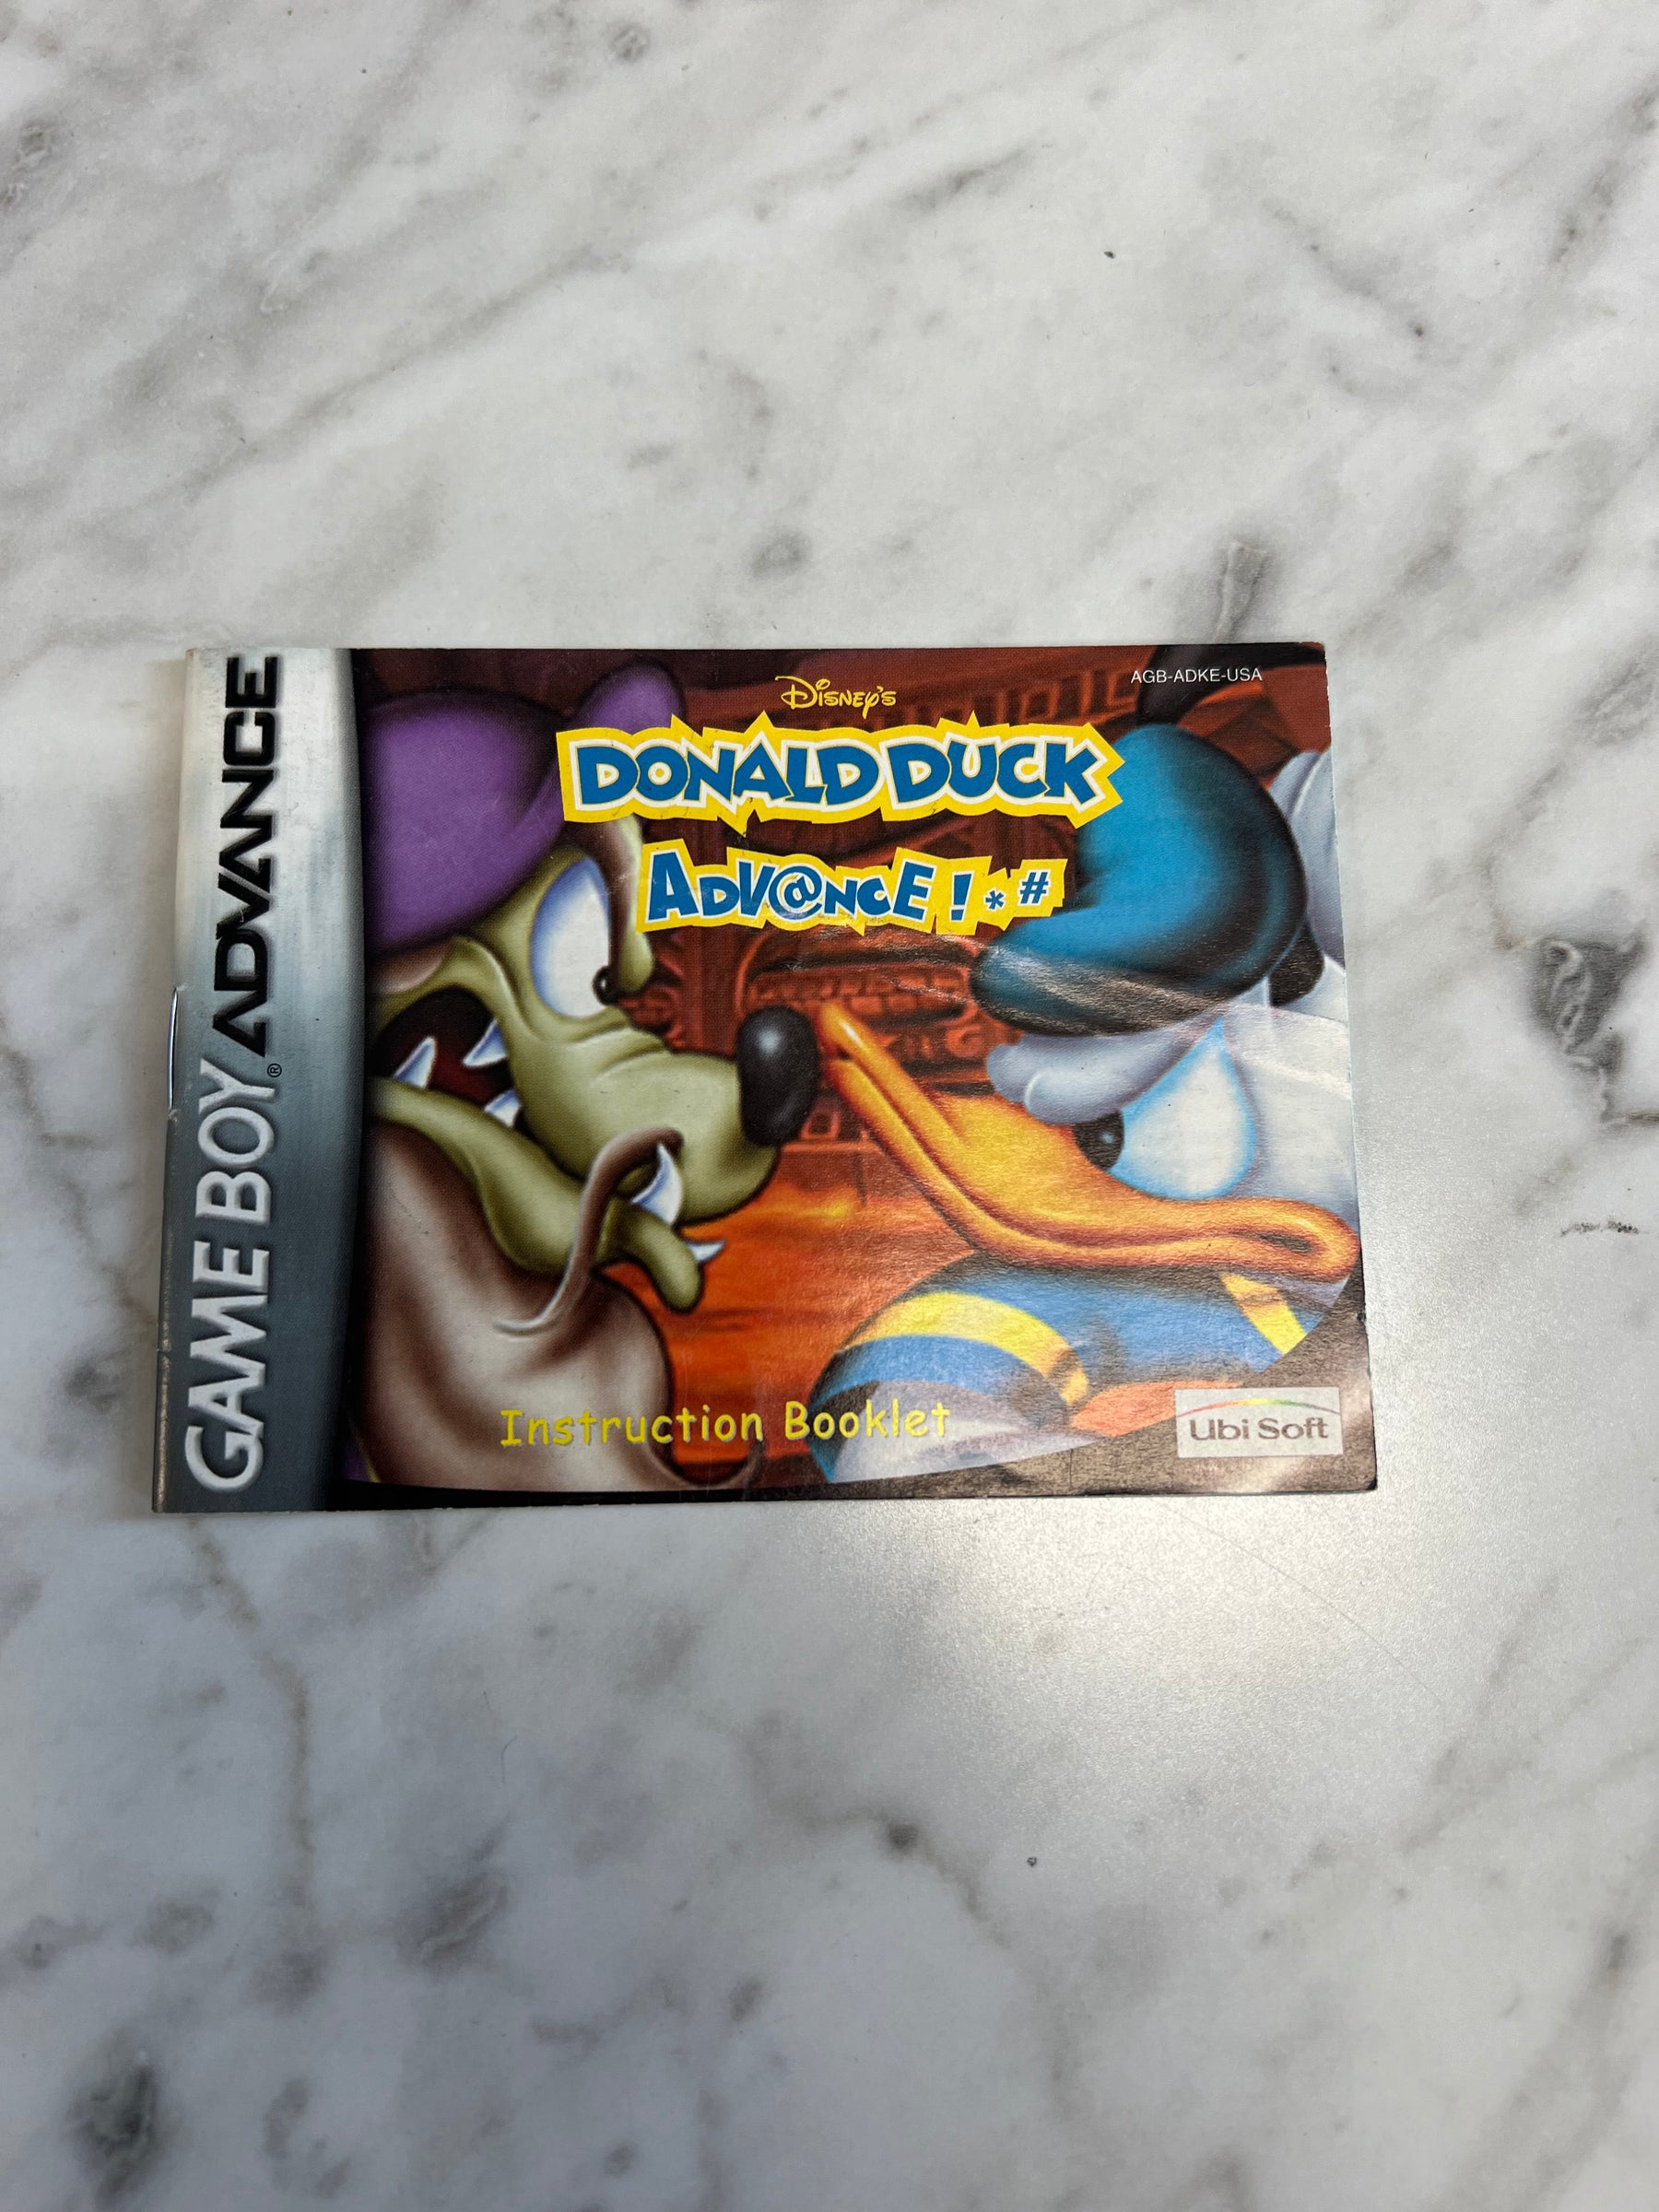 GAME BOY® ADVANCE
AGB-ADKE-USA
Disney's
DONALD DUCK
ADV@NCE!*#
Instruction Booklet
Ubi Soft